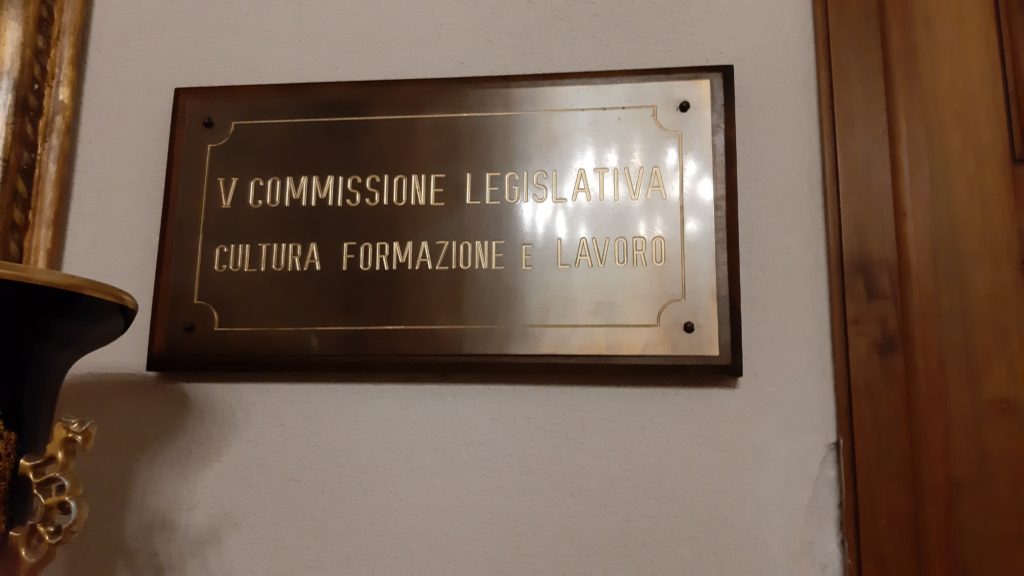 V COMMISSIONE LEGISLATIVA
CULTURA FORMAZIONE E LAVORO